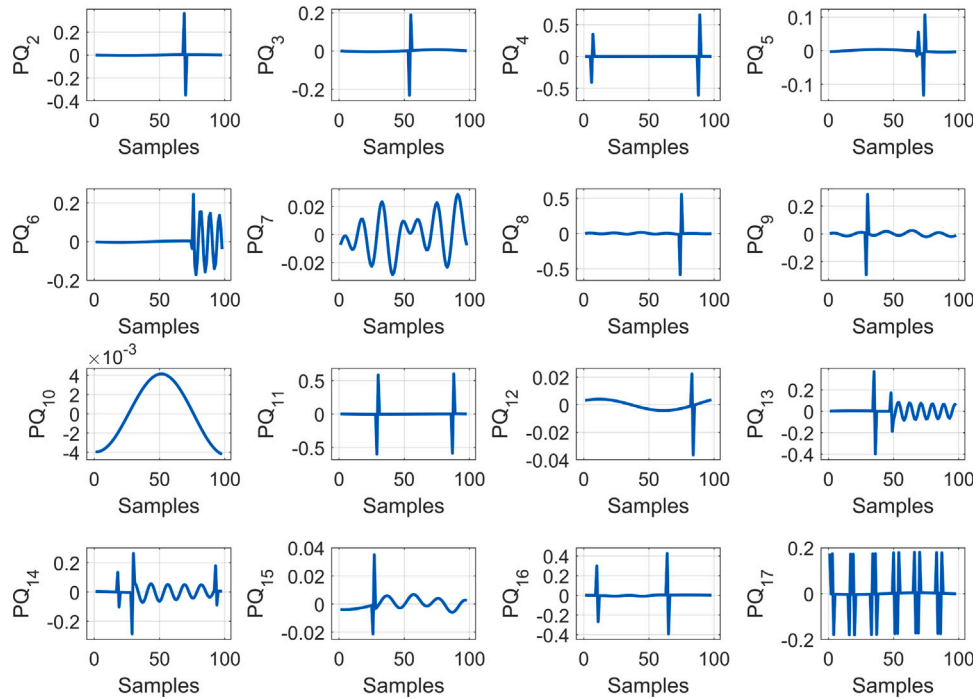 PQ2
0.2
0
-0.2
-0.4
0 50 100
Samples
PQ3
0.2
0
-0.2
0 50 100
Samples
PQ4
0.5
0
-0.5
0 50 100
Samples
PQ5
0.1
0
-0.1
0 50 100
Samples
PQ6
0.2
0
-0.2
0 50 100
Samples
PQ7
0.02
0
-0.02
0 50 100
Samples
PQ8
0.5
0
-0.5
0 50 100
Samples
PQ9
0.2
0
-0.2
0 50 100
Samples
PQ10
×10-3
4
2
0
-2
-4
0 50 100
Samples
PQ11
0.5
0
-0.5
0 50 100
Samples
PQ12
0.02
0
-0.02
-0.04
0 50 100
Samples
PQ13
0.2
0
-0.2
-0.4
0 50 100
Samples
PQ14
0.2
0
-0.2
0 50 100
Samples
PQ15
0.04
0.02
0
-0.02
0 50 100
Samples
PQ16
0.4
0.2
0
-0.2
-0.4
0 50 100
Samples
PQ17
0.2
0
-0.2
0 50 100
Samples